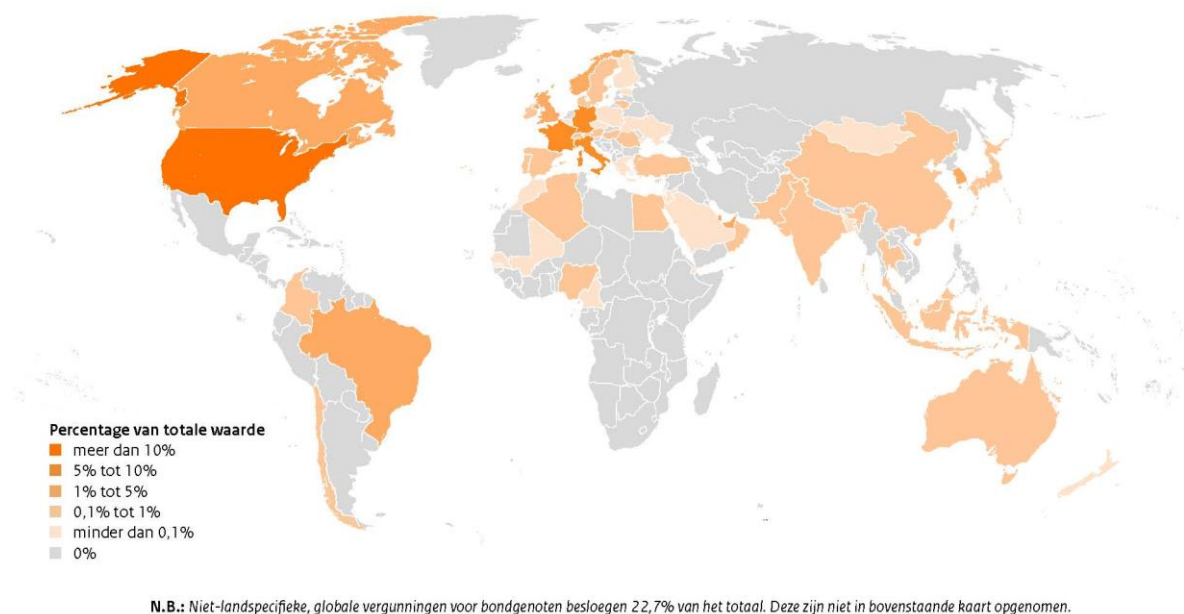 Percentage van totale waarde
meer dan 10%
5% tot 10%
1% tot 5%
0,1% tot 1%
minder dan 0,1%
0%
N.B.: Niet-landspecifieke, globale vergunningen voor bondgenoten besloegen 22,7% van het totaal. Deze zijn niet in bovenstaande kaart opgenomen.